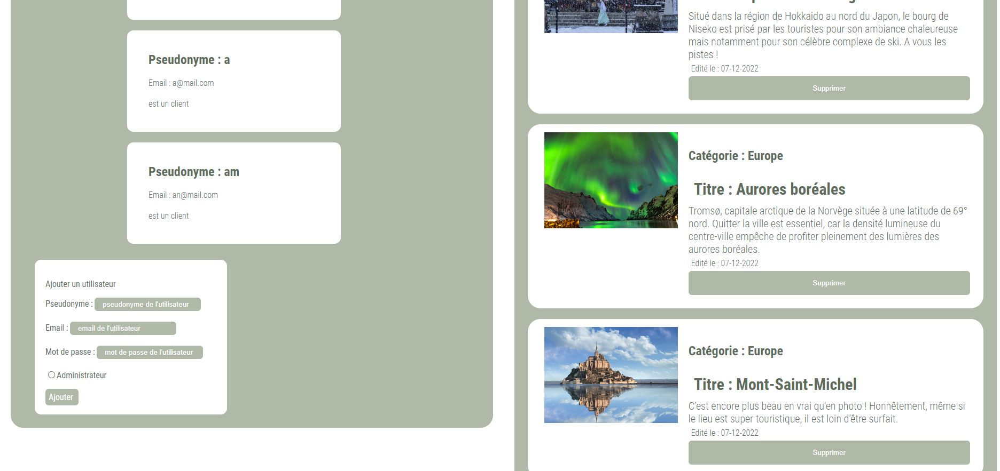 Pseudonyme : a
Email : a@mail.com
est un client
Pseudonyme : am
Email : an@mail.com
est un client
Ajouter un utilisateur
Pseudonyme : pseudonyme de l'utilisateur
Email : email de l'utilisateur
Mot de passe : mot de passe de l'utilisateur
Administrateur
Ajouter
Situé dans la région de Hokkaido au nord du Japon, le bourg de
Niseko est prisé par les touristes pour son ambiance chaleureuse
mais notamment pour son célèbre complexe de ski. A vous les
pistes !
Edité le : 07-12-2022
Supprimer
Catégorie : Europe
Titre : Aurores boréales
Tromsø, capitale arctique de la Norvège située à une latitude de 69°
nord. Quitter la ville est essentiel, car la densité lumineuse du
centre-ville empêche de profiter pleinement des lumières des
aurores boréales.
Edité le : 07-12-2022
Supprimer
Catégorie : Europe
Titre : Mont-Saint-Michel
C’est encore plus beau en vrai qu’en photo ! Honnêtement, même si
le lieu est super touristique, il est loin d’être surfait.
Edité le : 07-12-2022
Supprimer